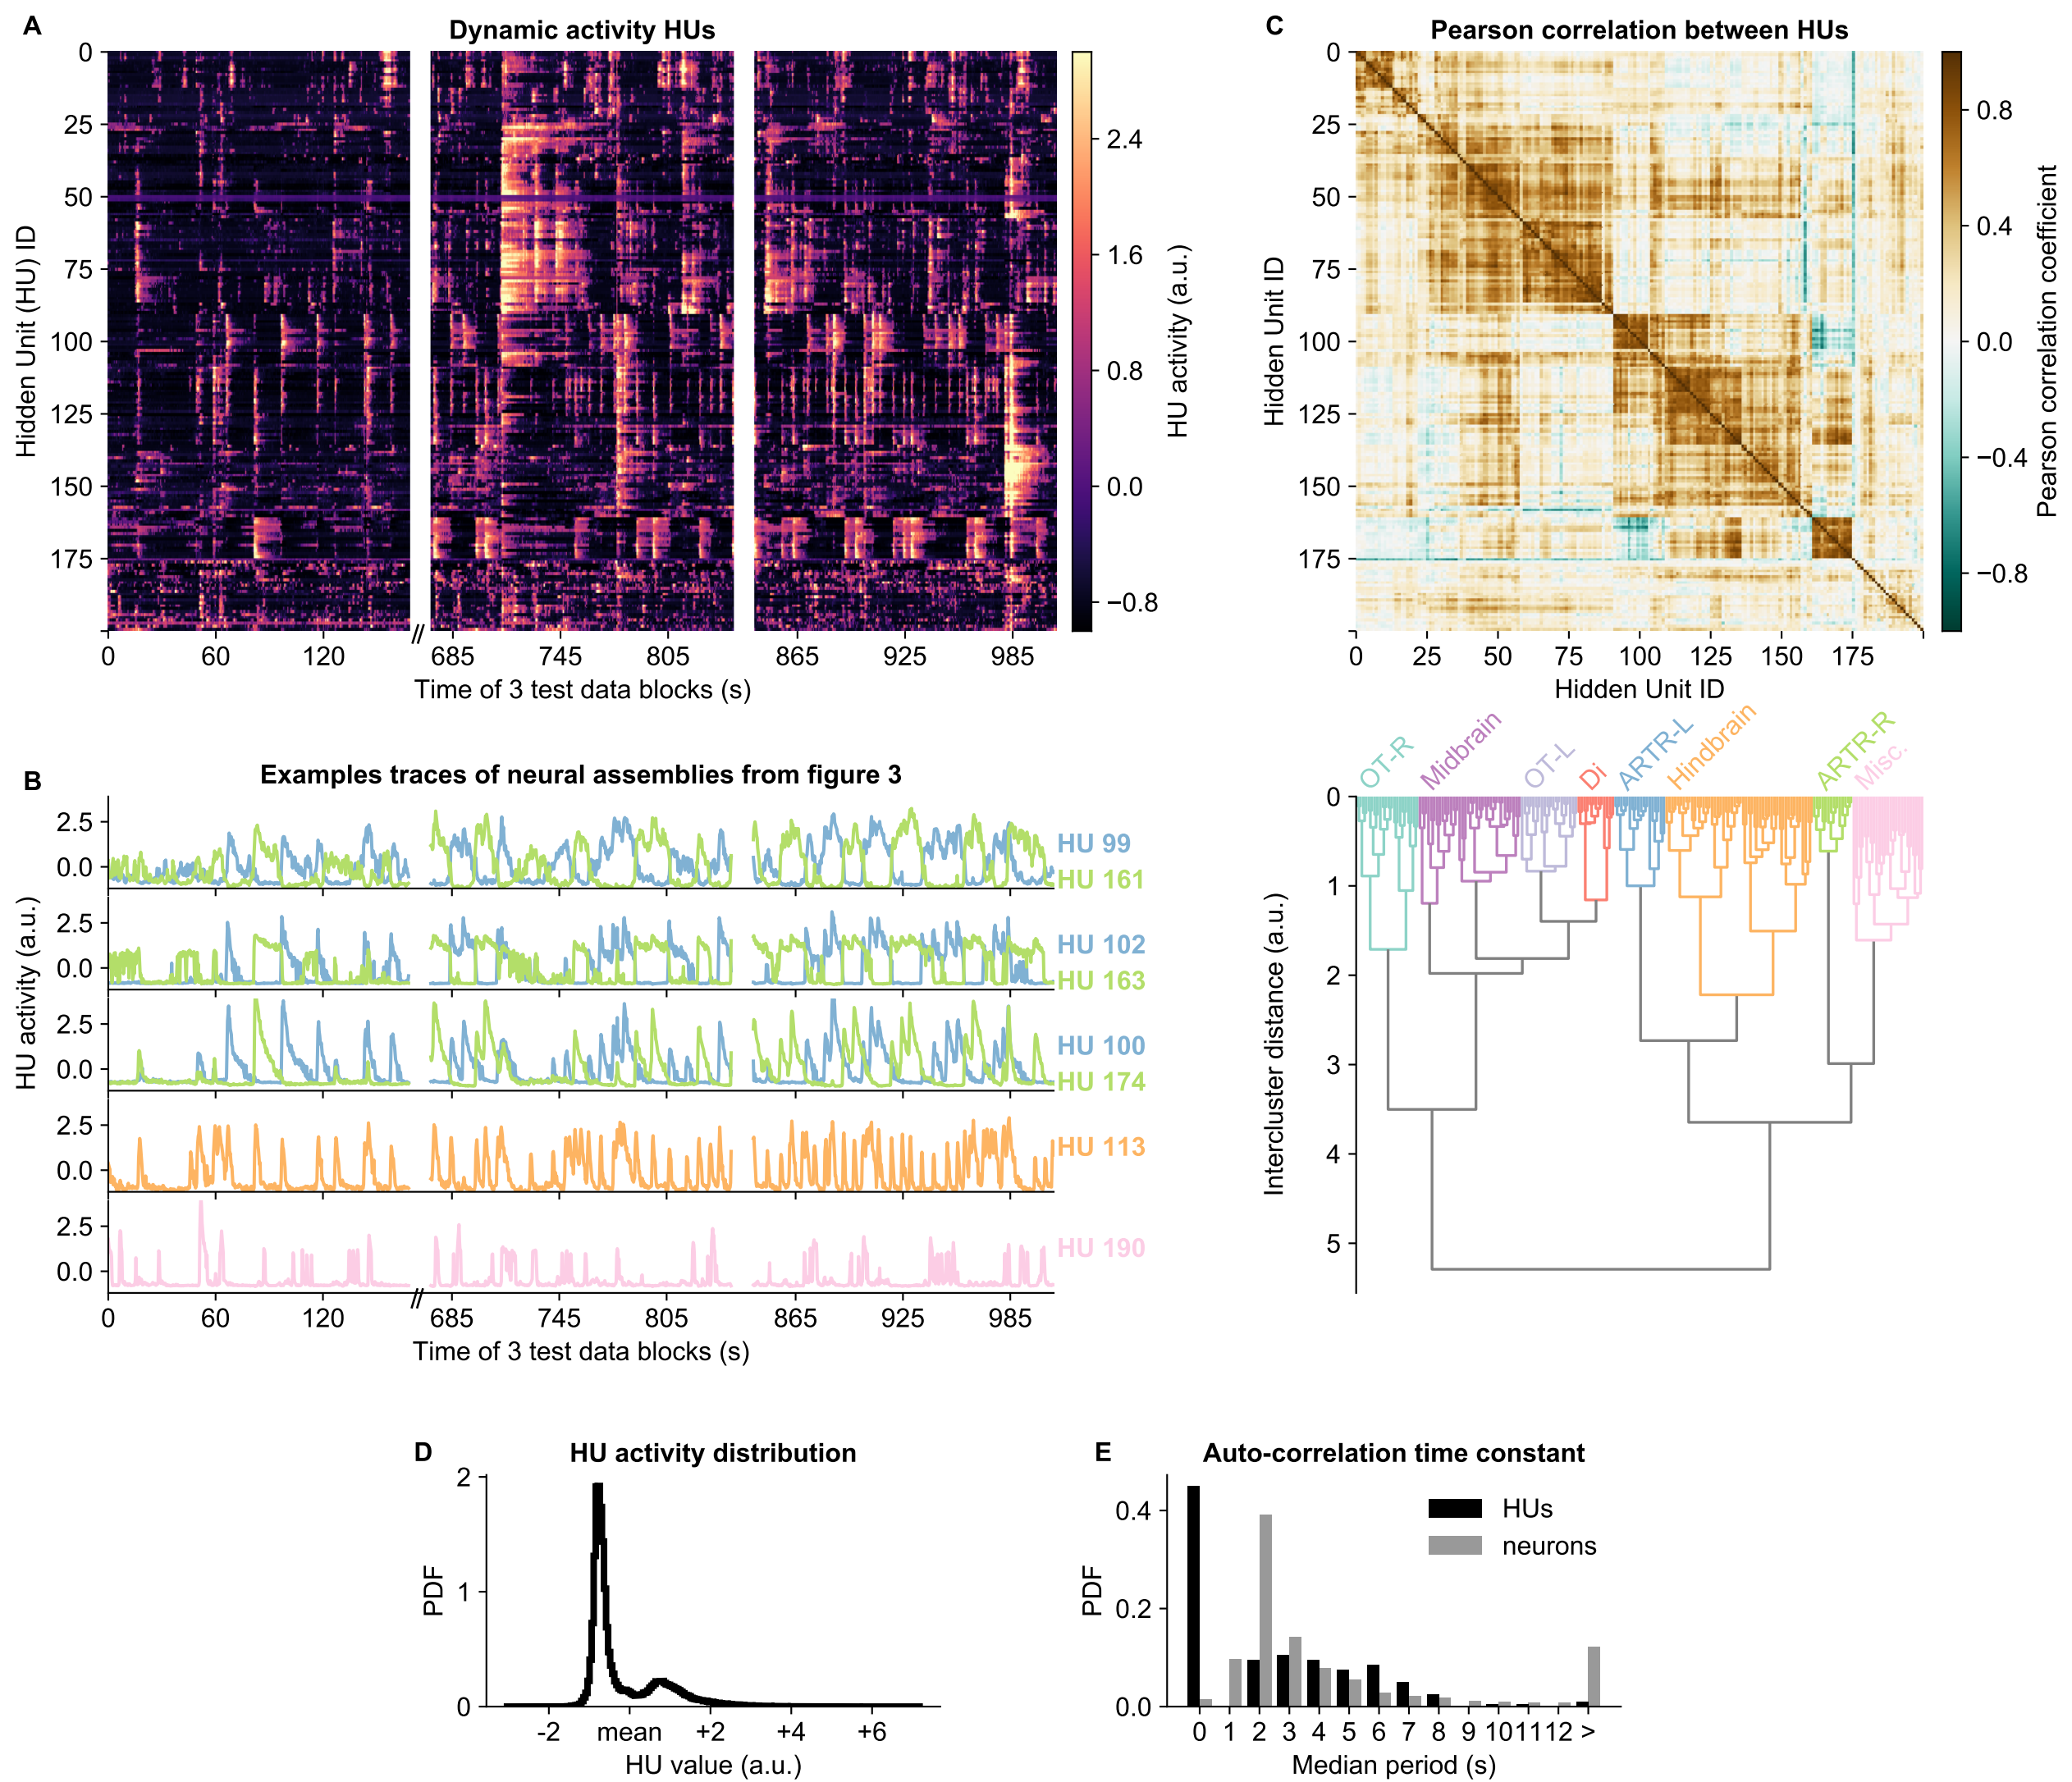 A
Dynamic activity HUs
0
25
50
75
100
125
150
175
Hidden Unit (HU) ID
0 60 120 685 745 805 865 925 985
Time of 3 test data blocks (s)
2.4
1.6
0.8
0.0
−0.8
HU activity (a.u.)
C
Pearson correlation between HUs
0
25
50
75
100
125
150
175
Hidden Unit ID
0 25 50 75 100 125 150 175
Hidden Unit ID
0.8
0.4
0.0
−0.4
−0.8
Pearson correlation coefficient
OT-R Midbrain OT-L Di ARTR-L Hindbrain ARTR-R Misc.
0
1
2
3
4
5
Intercluster distance (a.u.)
B
Examples traces of neural assemblies from figure 3
2.5
0.0
HU 99
HU 161
2.5
0.0
HU 102
HU 163
2.5
0.0
HU 100
HU 174
2.5
0.0
HU 113
2.5
0.0
HU 190
HU activity (a.u.)
0 60 120 685 745 805 865 925 985
Time of 3 test data blocks (s)
D
HU activity distribution
2
1
0
PDF
-2 mean +2 +4 +6
HU value (a.u.)
E
Auto-correlation time constant
HUs
neurons
0.4
0.2
0.0
PDF
0 1 2 3 4 5 6 7 8 9 10 11 12 >
Median period (s)